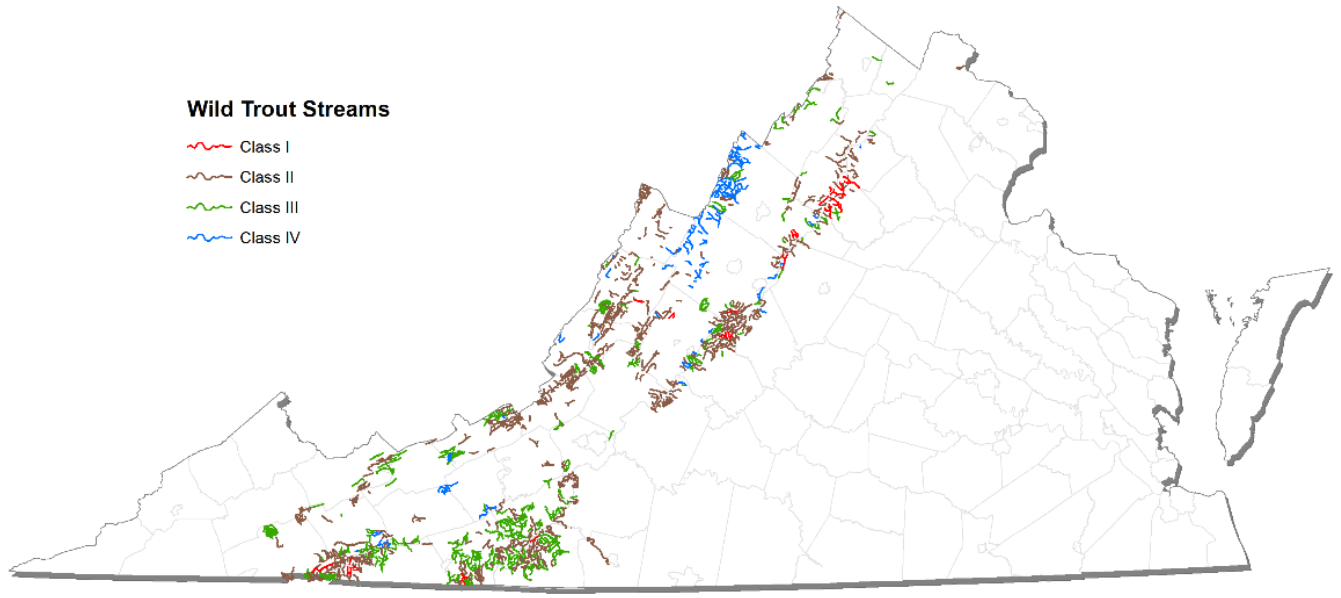 Wild Trout Streams
Class I
Class II
Class III
Class IV